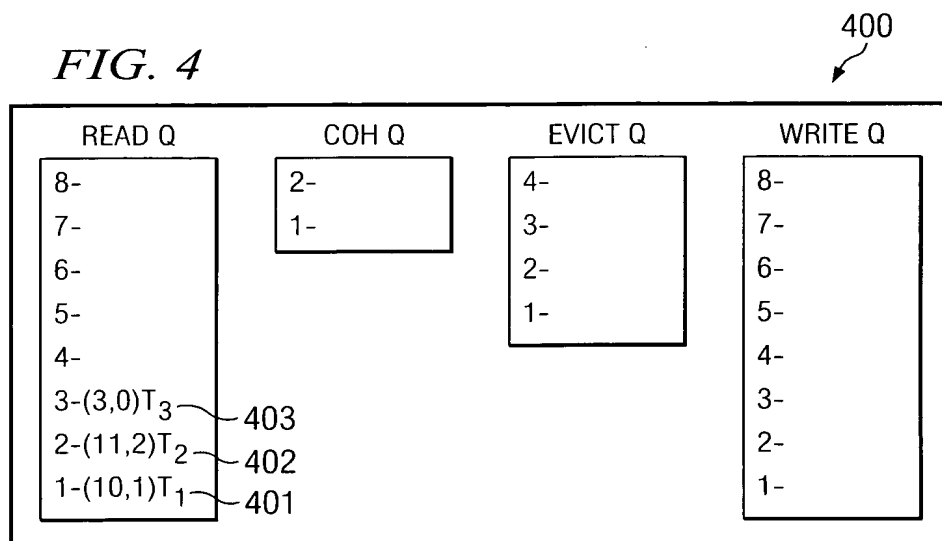 400
FIG. 4
READ Q
8-
7-
6-
5-
4-
3-(3,0)T3
403
2-(11,2)T2
402
1-(10,1)T1
401
COH Q
2-
1-
EVICT Q
4-
3-
2-
1-
WRITE Q
8-
7-
6-
5-
4-
3-
2-
1-